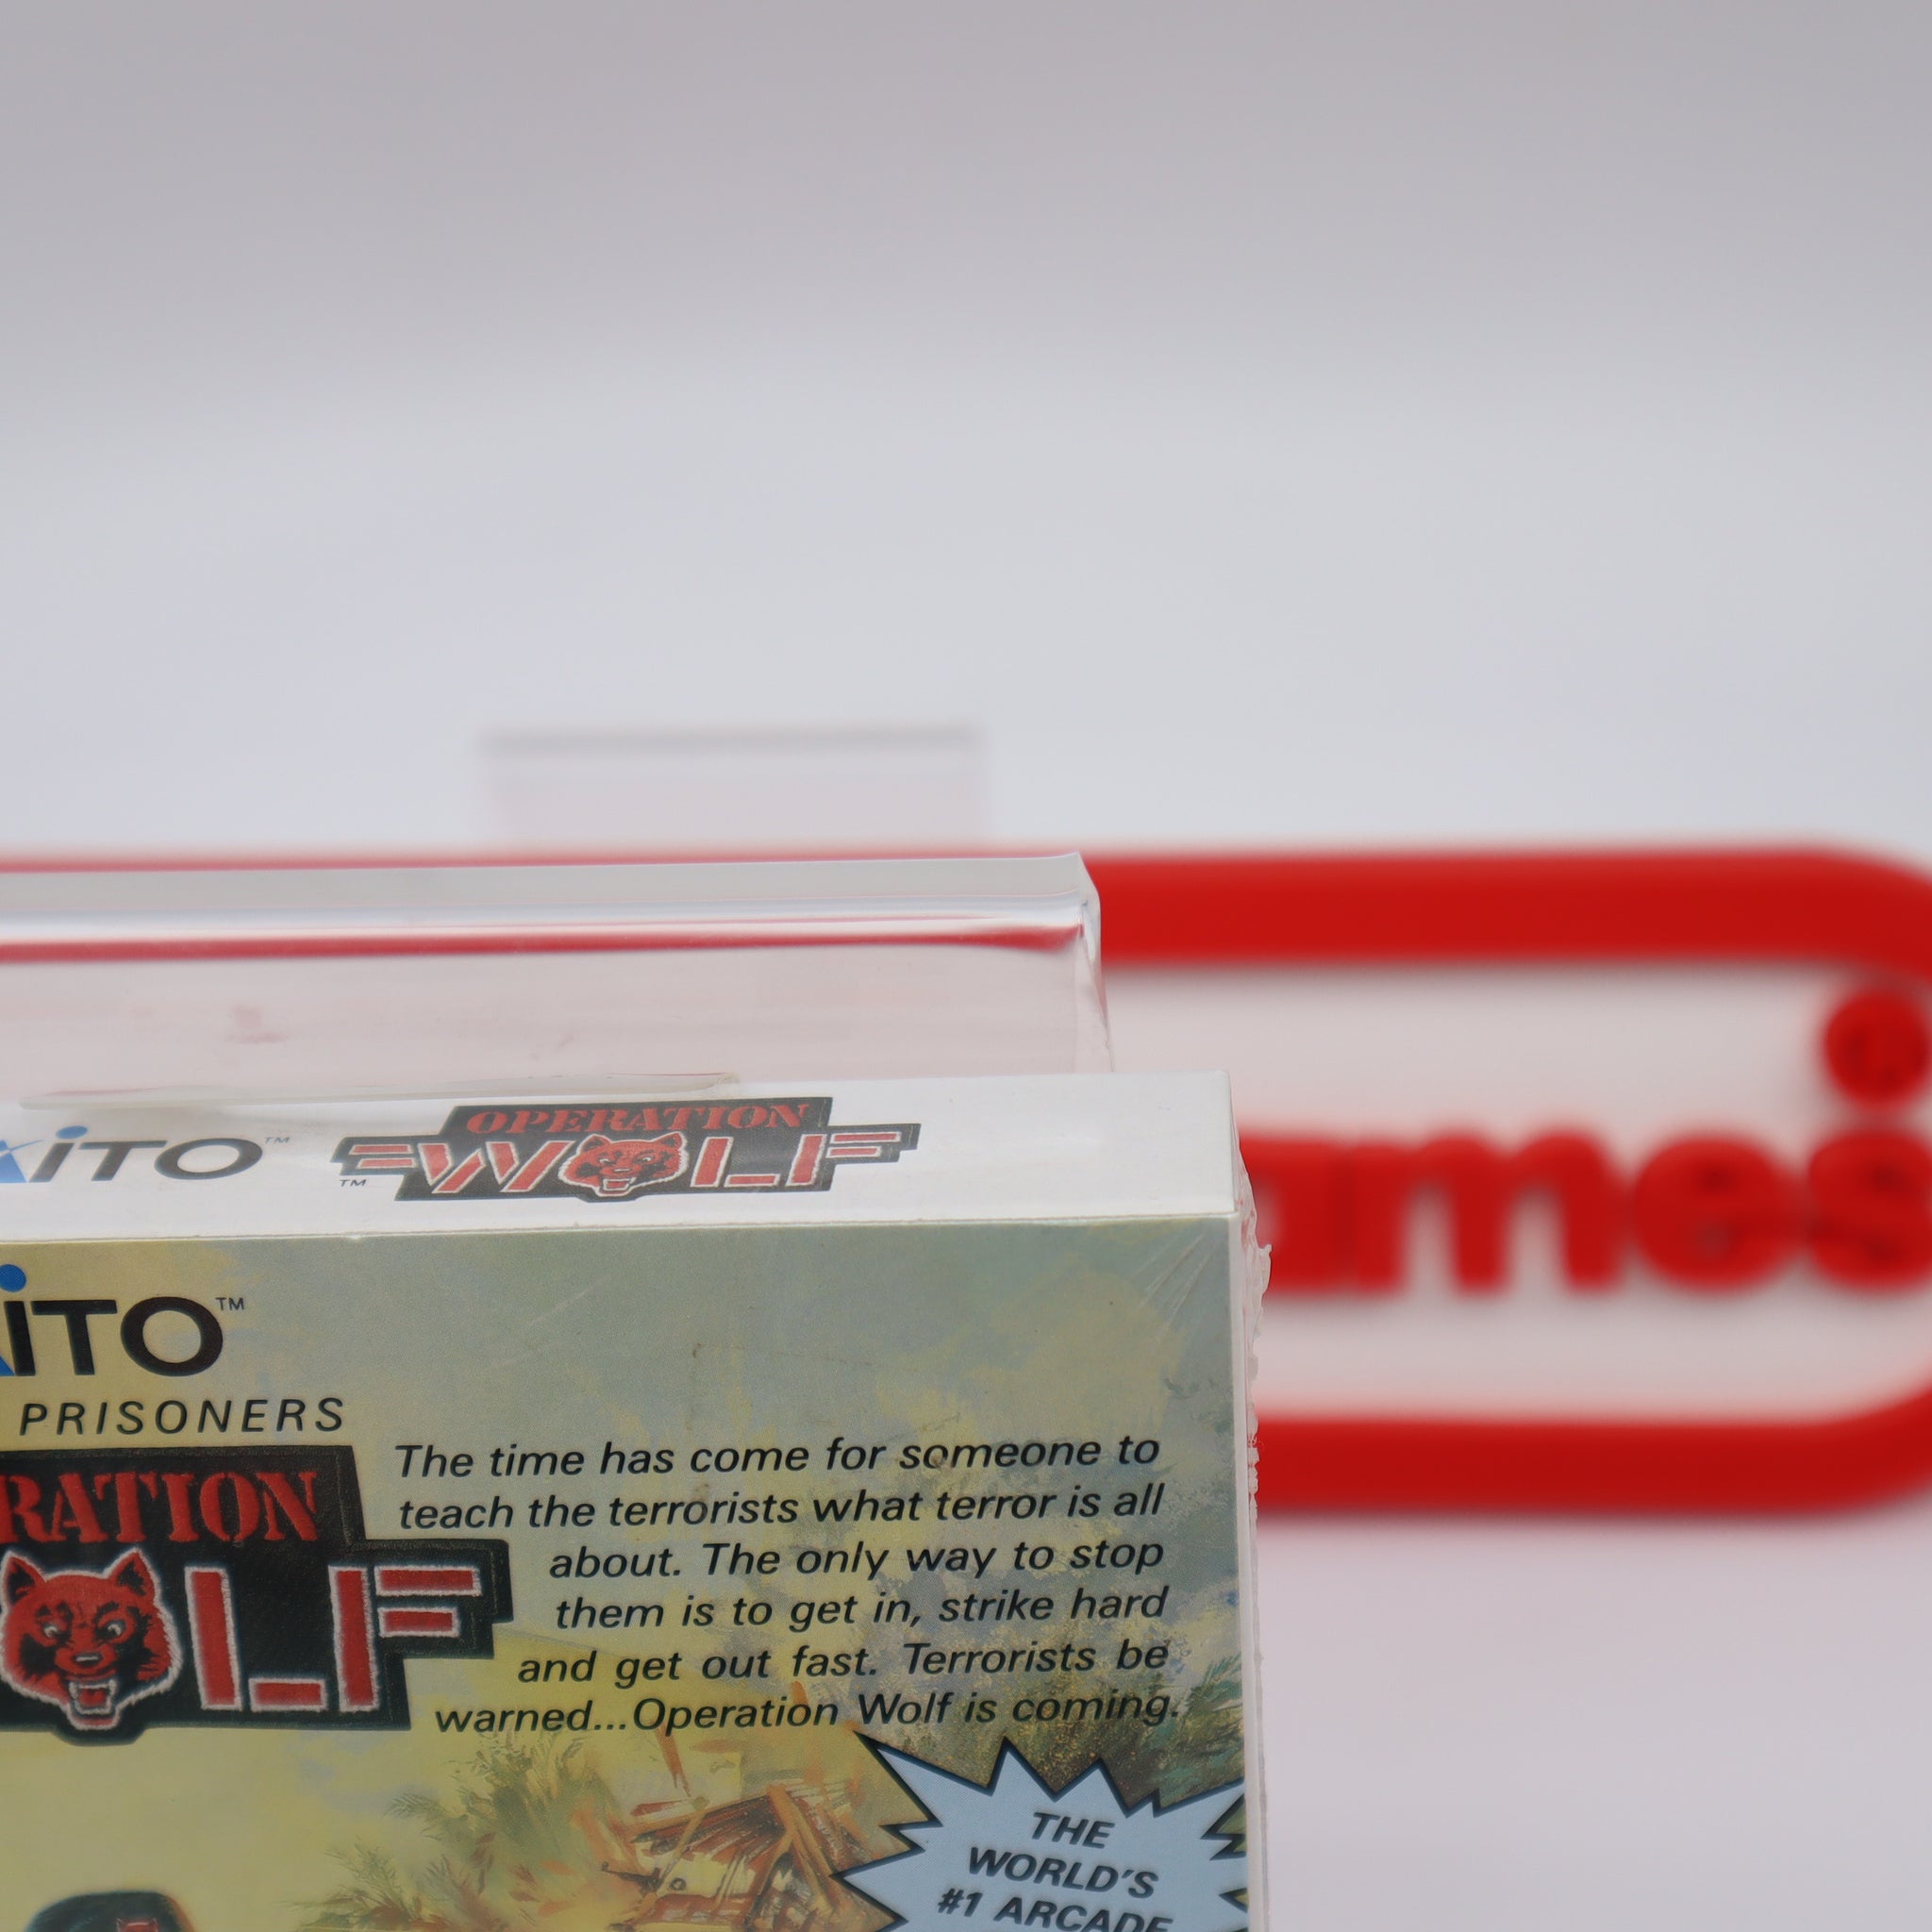 AiTO™
OPERATION
WOLF
™
AiTO™
PRISONERS
RATION
OLF
The time has come for someone to
teach the terrorists what terror is all
about. The only way to stop
them is to get in, strike hard
and get out fast. Terrorists be
warned...Operation Wolf is coming.
THE
WORLD'S
#1 ARCADE
ames